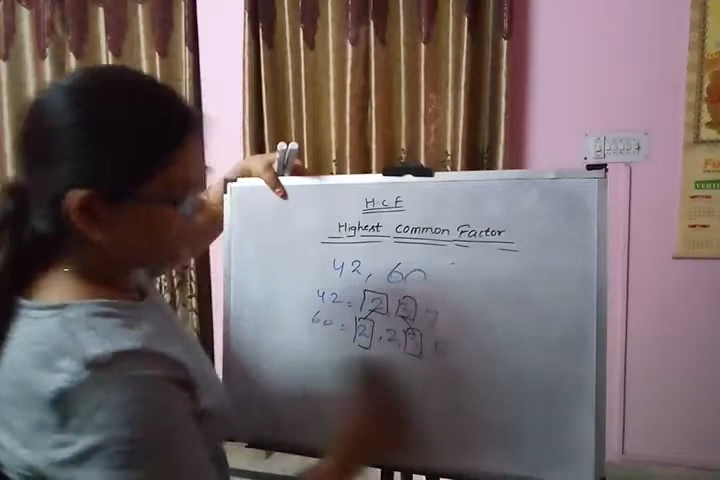 H.C.F
Highest Common Factor
42, 60
42 = 2, 3, 7
60 = 2, 2, 3, 5